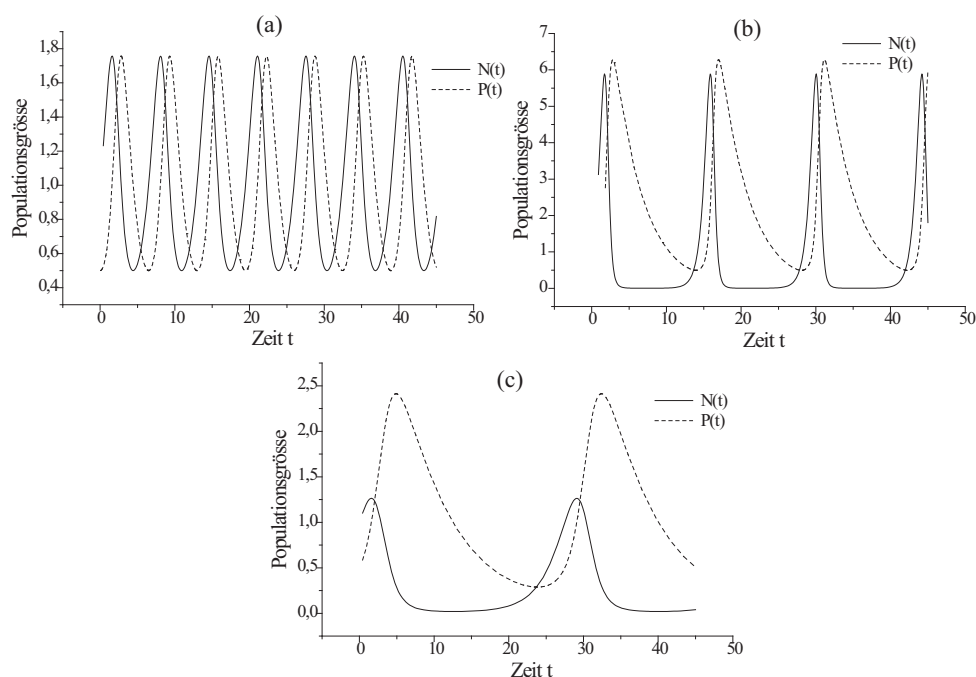 (a)
1,8
1,6
1,4
1,2
1,0
0,8
0,6
0,4
Populationsgrösse
N(t)
P(t)
0
10
20
30
40
50
Zeit t
(b)
7
6
5
4
3
2
1
0
Populationsgrösse
N(t)
P(t)
0
10
20
30
40
50
Zeit t
(c)
2,5
2,0
1,5
1,0
0,5
0,0
Populationsgrösse
N(t)
P(t)
0
10
20
30
40
50
Zeit t